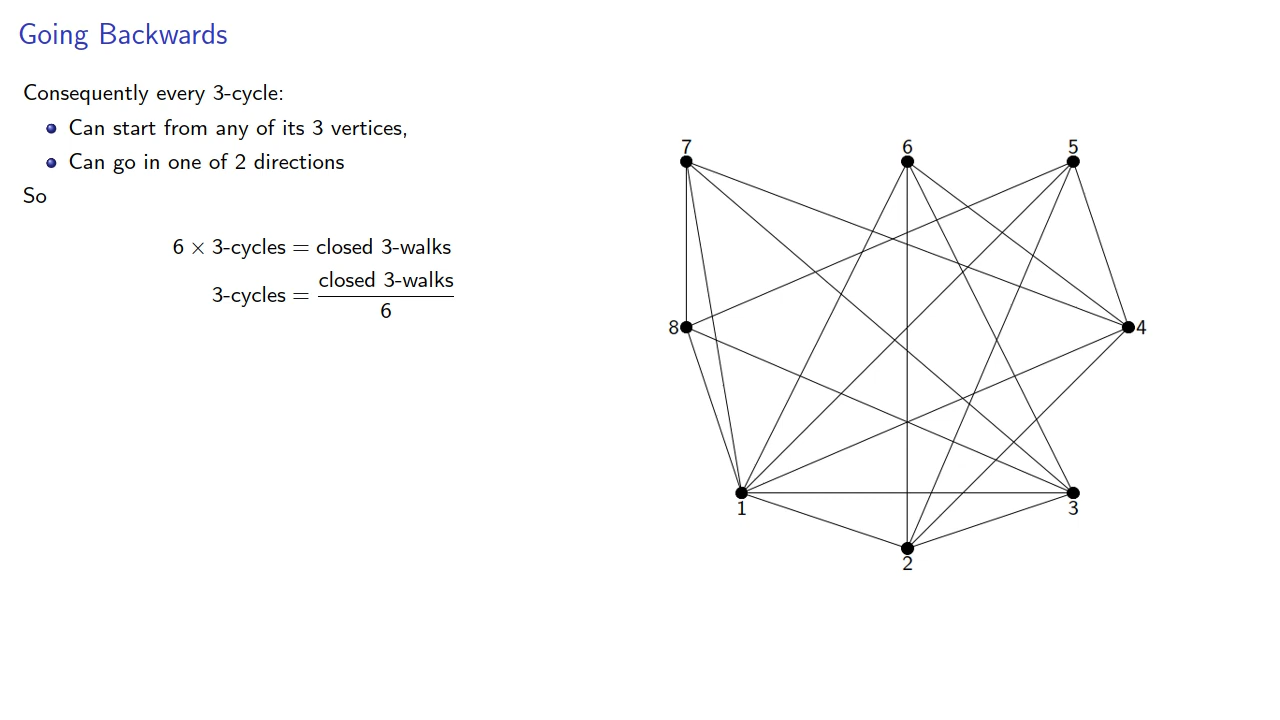 Going Backwards
Consequently every 3-cycle:
Can start from any of its 3 vertices,
Can go in one of 2 directions
So
6 × 3-cycles = closed 3-walks
3-cycles = closed 3-walks
6
7 6 5
8 4
1 3
2